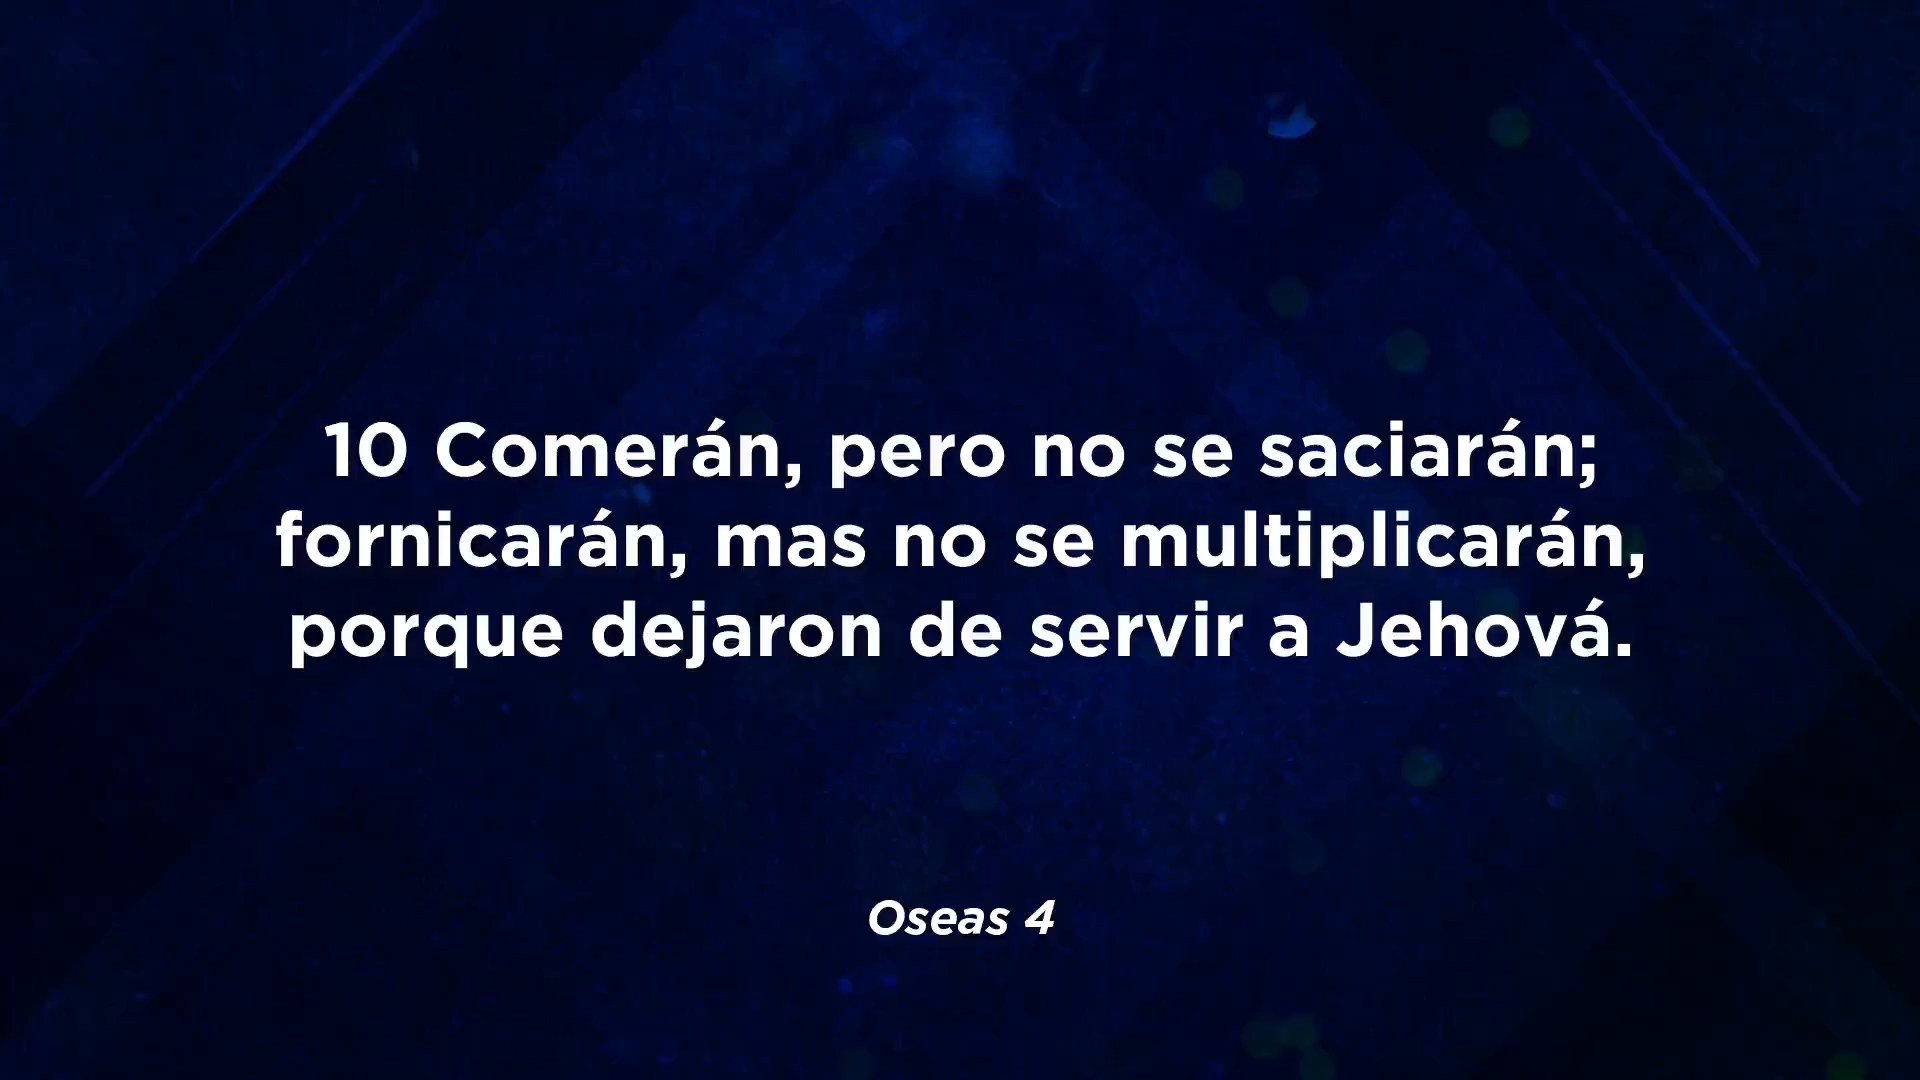 10 Comerán, pero no se saciarán;
fornicarán, mas no se multiplicarán,
porque dejaron de servir a Jehová.
Oseas 4